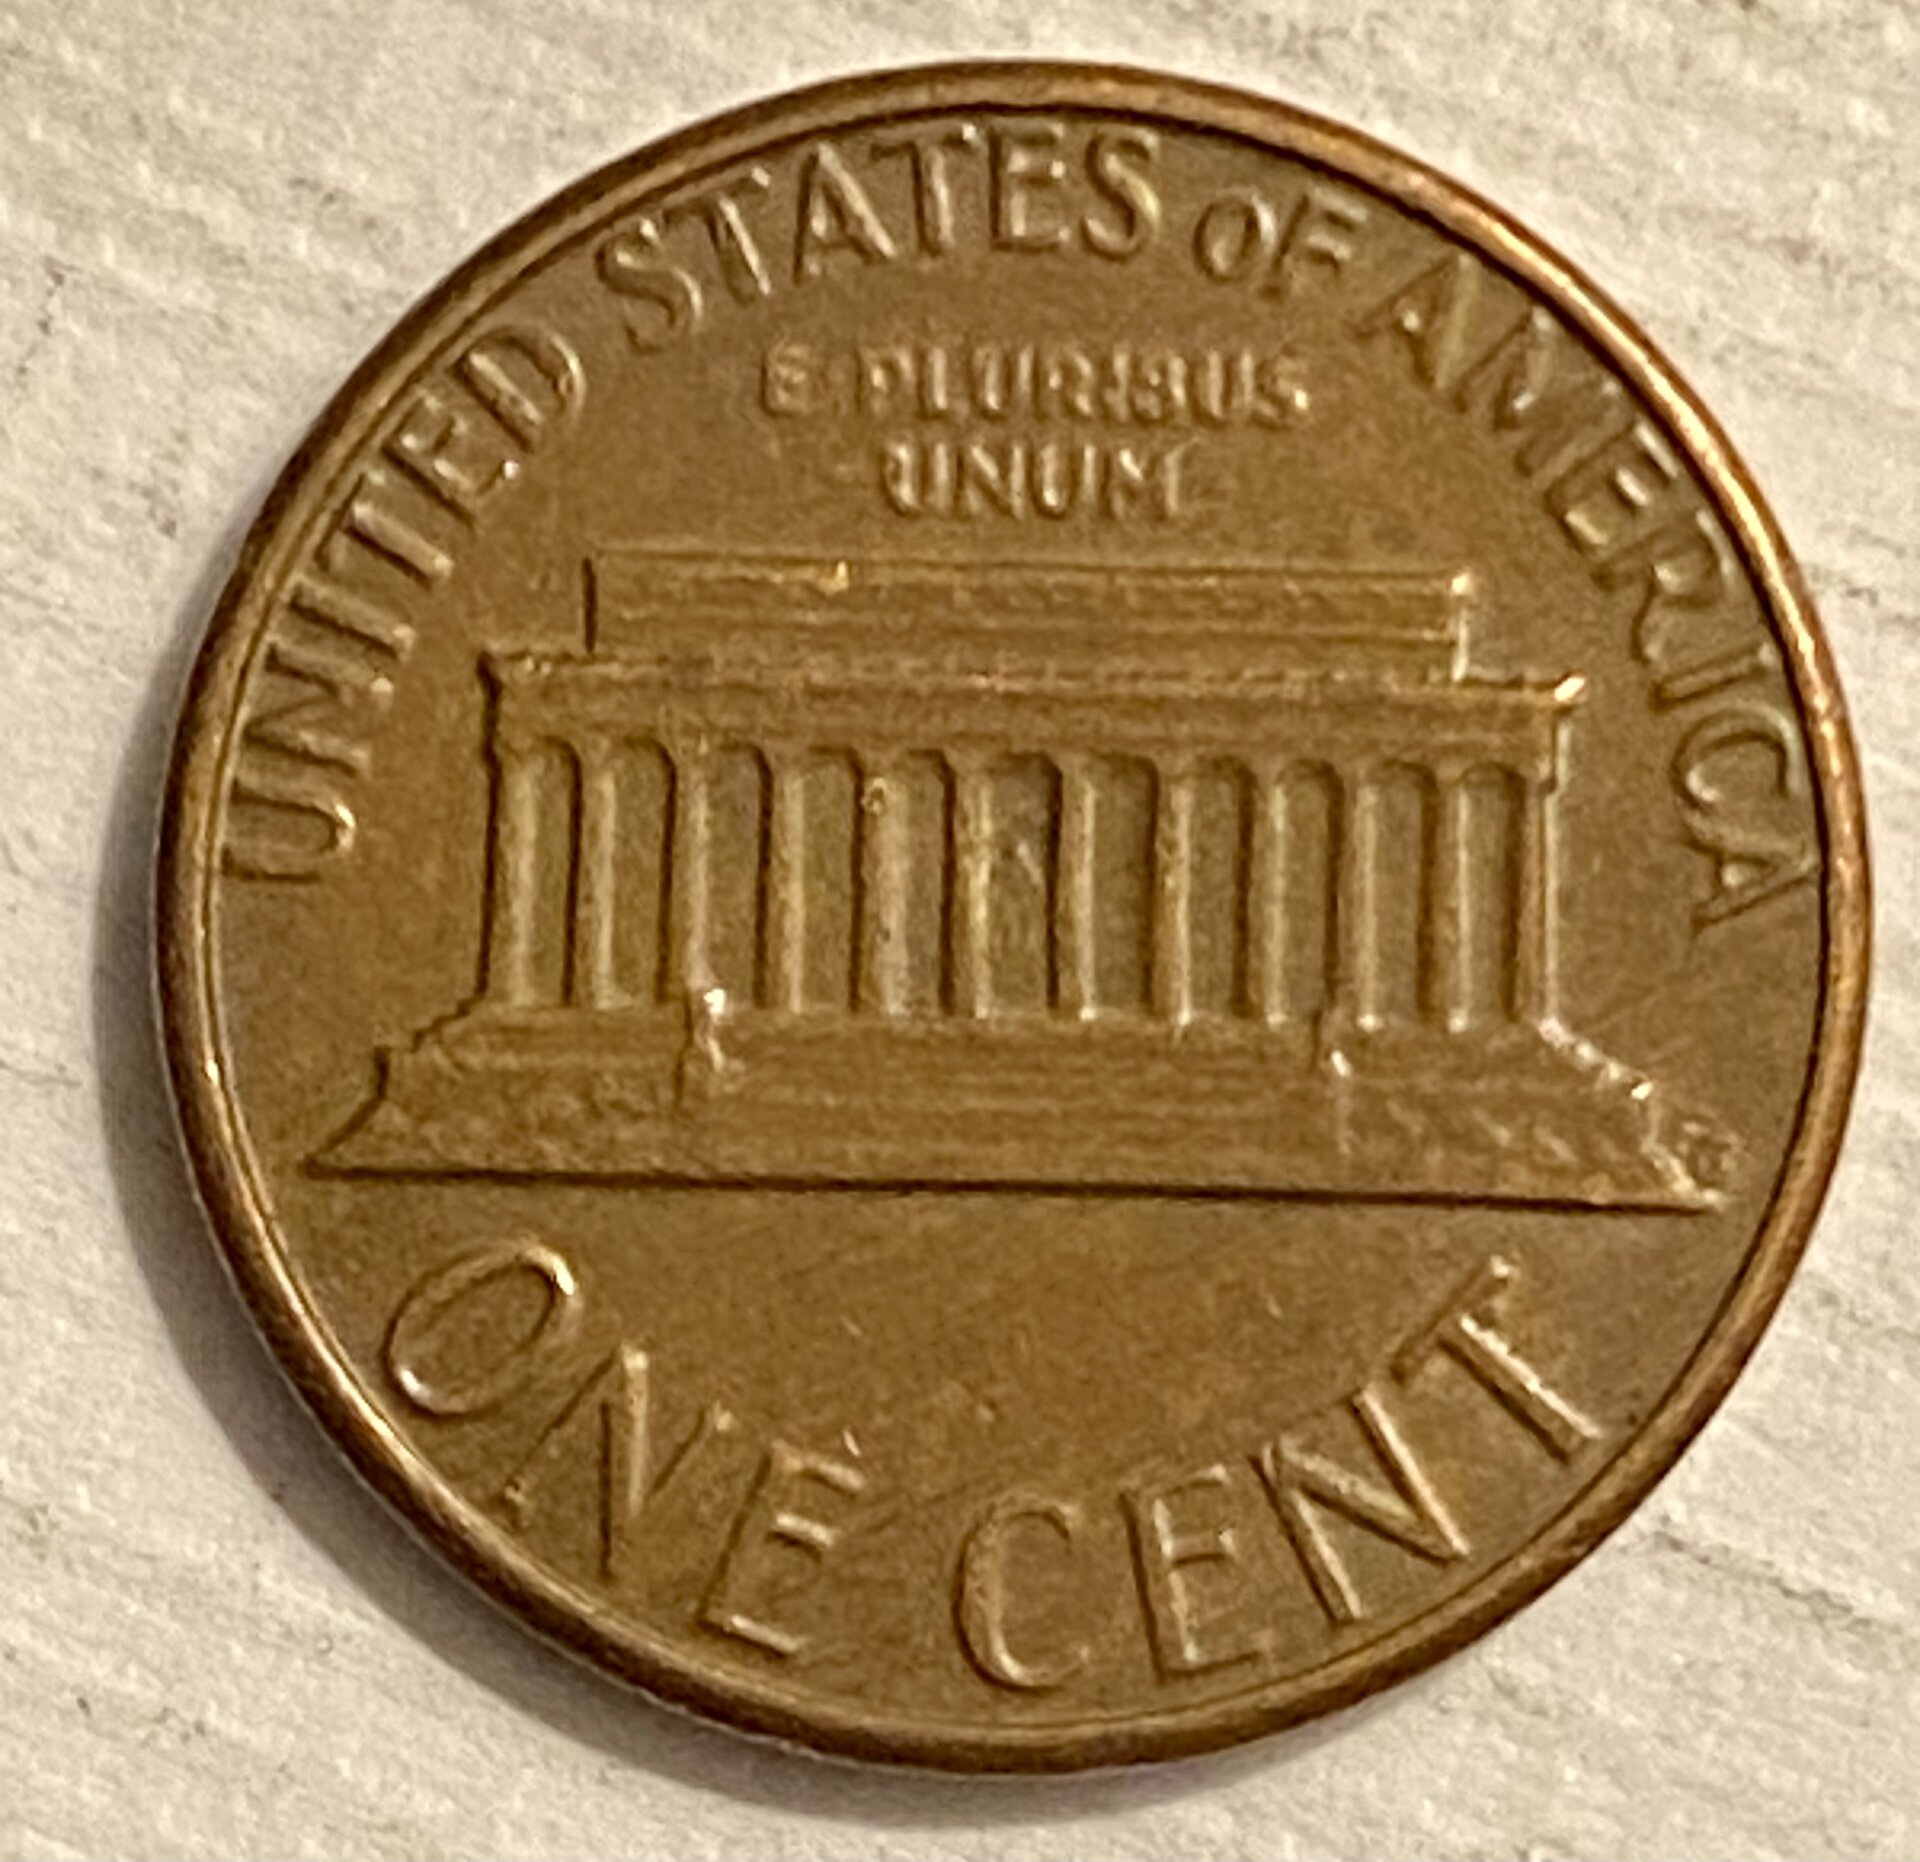 UNITED STATES OF AMERICA
E PLURIBUS
UNUM
ONE CENT